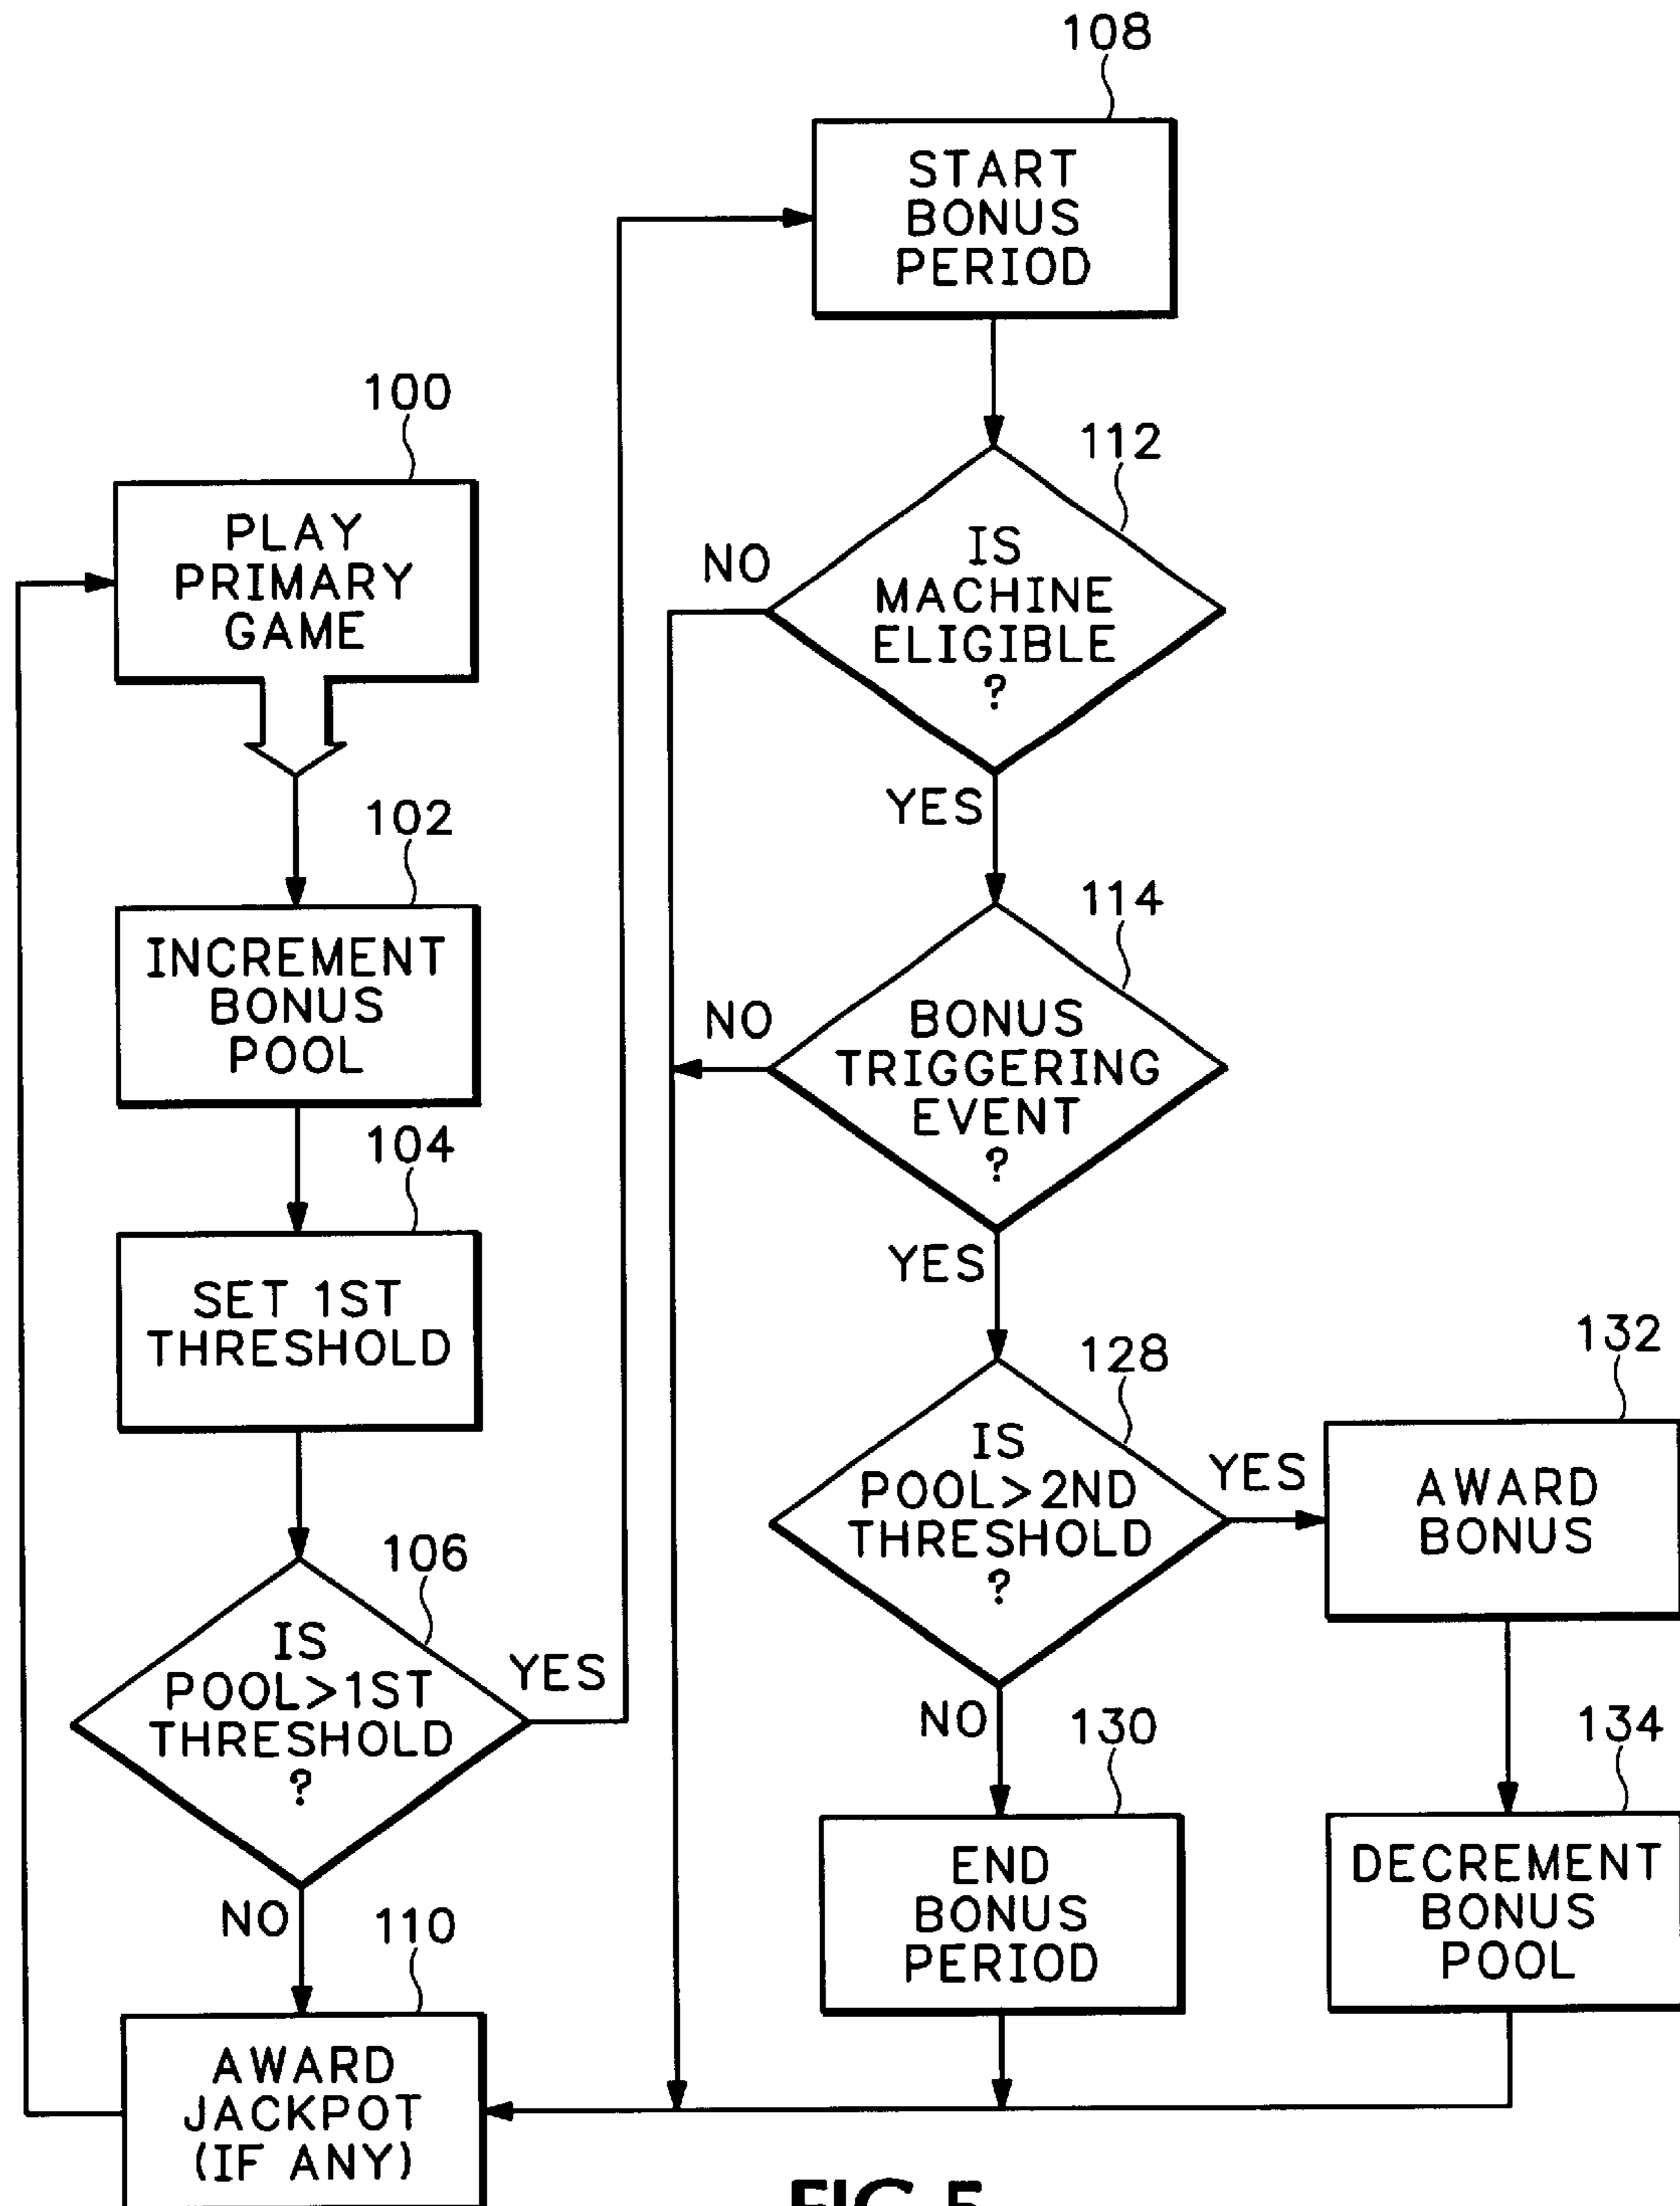 108
START
BONUS
PERIOD
100
PLAY
PRIMARY
GAME
112
NO
IS
MACHINE
ELIGIBLE
?
YES
102
INCREMENT
BONUS
POOL
114
NO
BONUS
TRIGGERING
EVENT
?
YES
104
SET 1ST
THRESHOLD
128
IS
POOL>2ND
THRESHOLD
?
YES
NO
132
AWARD
BONUS
106
IS
POOL>1ST
THRESHOLD
?
YES
NO
130
END
BONUS
PERIOD
134
DECREMENT
BONUS
POOL
110
AWARD
JACKPOT
(IF ANY)
FIG.5